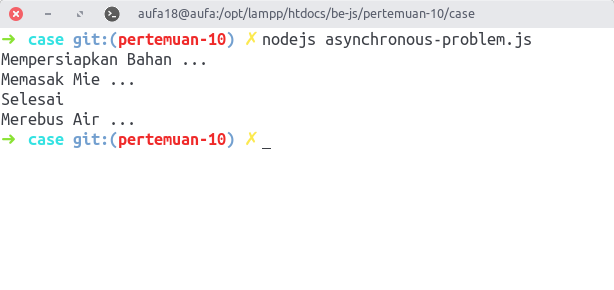 aufa18@aufa:/opt/lampp/htdocs/be-js/pertemuan-10/case
➜ case git:(pertemuan-10) ✗ nodejs asynchronous-problem.js
Mempersiapkan Bahan ...
Memasak Mie ...
Selesai
Merebus Air ...
➜ case git:(pertemuan-10) ✗ _